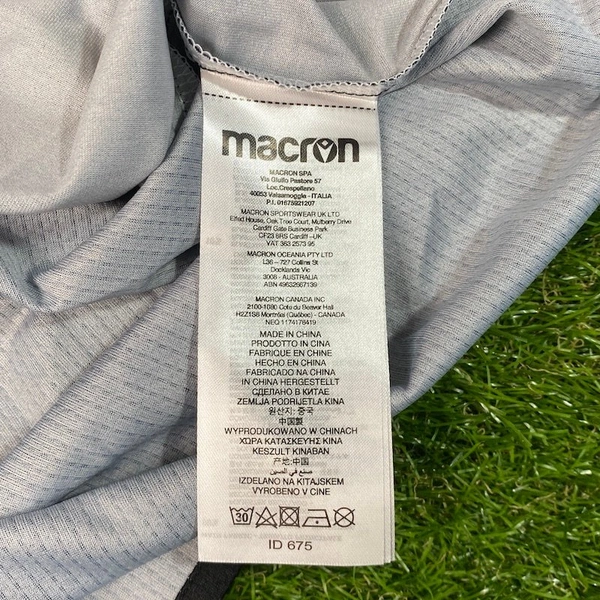 macron
MACRON SPA
Via Giulio Pastore 57
Loc.Crespellano
40053 Valsamoggia - ITALIA
P.I. 01675921207
MACRON SPORTSWEAR UK LTD
Elfed House, Oak Tree Court, Mulberry Drive
Cardiff Gate Business Park
CF23 8RS Cardiff -UK
VAT 363 2573 95
MACRON OCEANIA PTY LTD
L36 - 727 Collins St
Docklands Vic
3008 - AUSTRALIA
ABN 49632667139
MACRON CANADA INC
2100-1080 Cote du Beaver Hall
H2Z1S8 Montréal (Québec) - CANADA
NEQ 1174176419
MADE IN CHINA
PRODOTTO IN CINA
FABRIQUE EN CHINE
HECHO EN CHINA
FABRICADO NA CHINA
IN CHINA HERGESTELLT
СДЕЛАНО В КИТАЕ
ZEMLJA PODRIJETLA KINA
원산지: 중국
中国製
WYPRODUKOWANO W CHINACH
ΧΩΡΑ ΚΑΤΑΣΚΕΥΗΣ ΚΙΝΑ
KESZULT KINABAN
产地:中国
صنع في الصين
IZDELANO NA KITAJSKEM
VYROBENO V CINE
30
ID 675